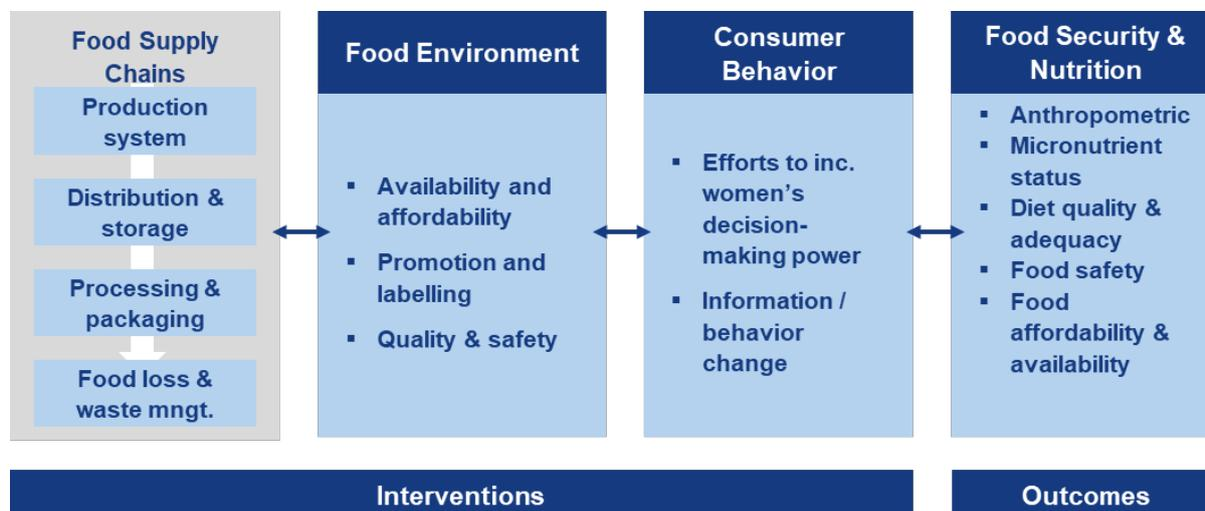 Food Supply
Chains
Production
system
Distribution &
storage
Processing &
packaging
Food loss &
waste mngt.
Food Environment
▪ Availability and
affordability
▪ Promotion and
labelling
▪ Quality & safety
Consumer
Behavior
▪ Efforts to inc.
women’s
decision-
making power
▪ Information /
behavior
change
Food Security &
Nutrition
▪ Anthropometric
▪ Micronutrient
status
▪ Diet quality &
adequacy
▪ Food safety
▪ Food
affordability &
availability
Interventions
Outcomes